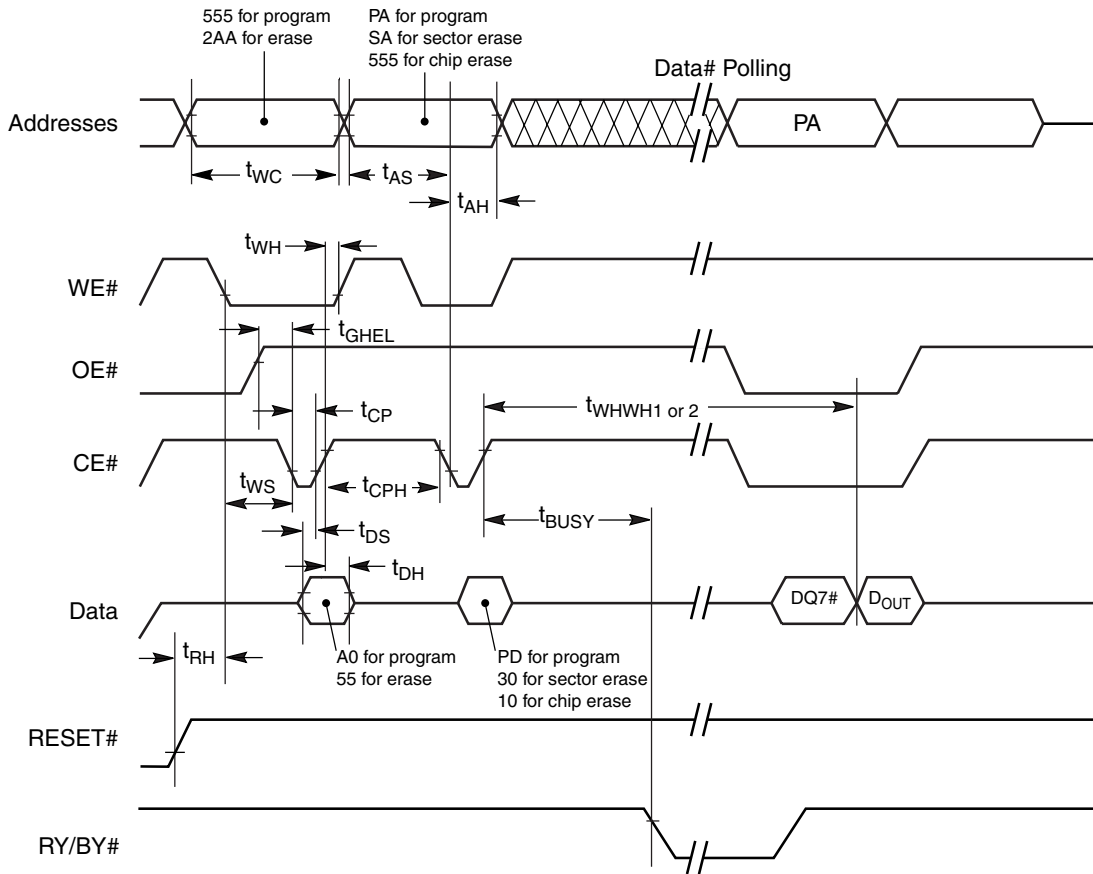 555 for program
2AA for erase
PA for program
SA for sector erase
555 for chip erase
Data# Polling
Addresses
PA
tWC
tAS
tAH
tWH
WE#
tGHEL
OE#
tCP
tWHWH1 or 2
CE#
tWS
tCPH
tBUSY
tDS
tDH
Data
DQ7#
DOUT
tRH
A0 for program
55 for erase
PD for program
30 for sector erase
10 for chip erase
RESET#
RY/BY#